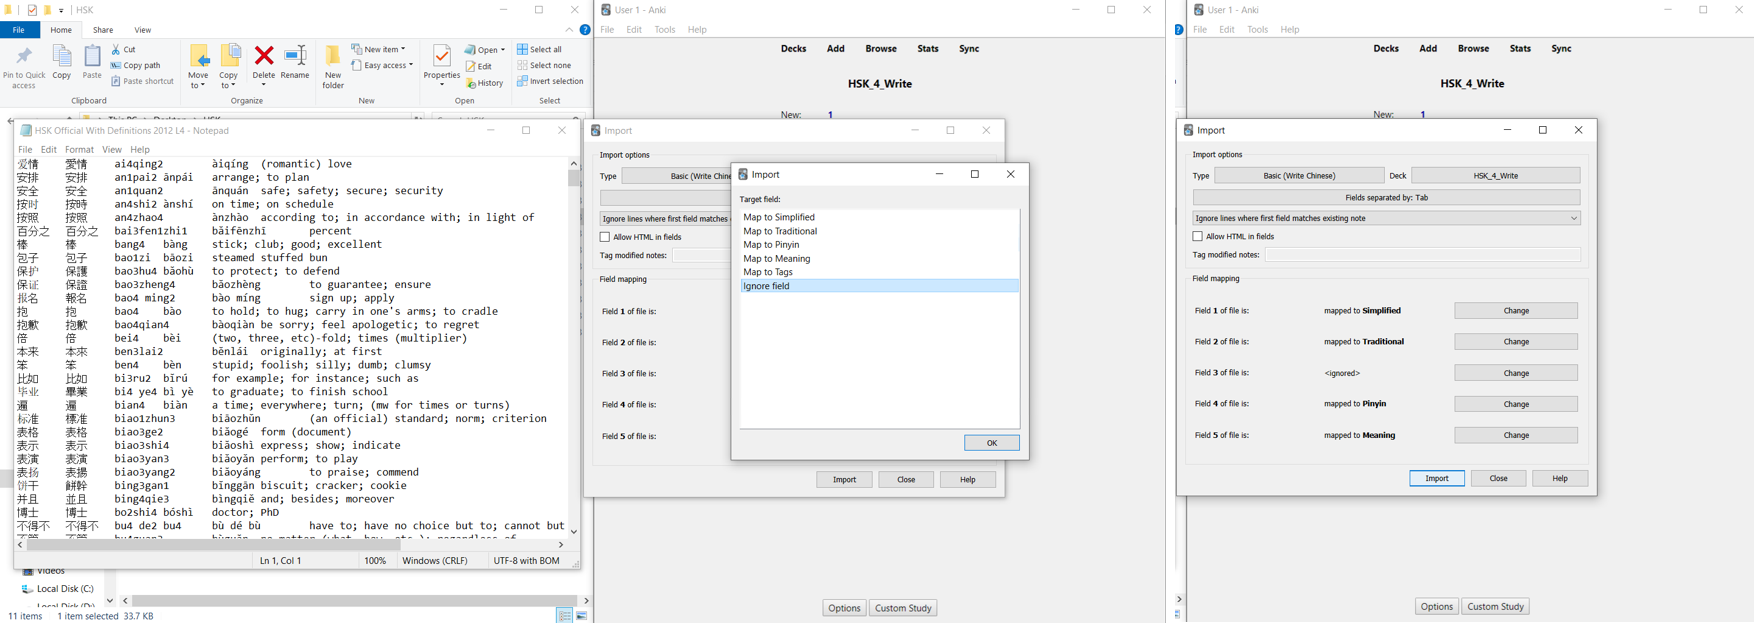 HSK
File Home Share View
Pin to Quick access
Copy
Paste
Cut
Copy path
Paste shortcut
Clipboard
Move to
Copy to
Delete
Rename
Organize
New folder
New item
Easy access
New
Properties
Open
Edit
History
Open
Select all
Select none
Invert selection
Select
HSK Official With Definitions 2012 L4 - Notepad
File Edit Format View Help
爱情 愛情 ai4qing2 àiqíng (romantic) love
安排 安排 an1pai2 ānpái arrange; to plan
安全 安全 an1quan2 ānquán safe; safety; secure; security
按时 按時 an4shi2 ànshí on time; on schedule
按照 按照 an4zhao4 ànzhào according to; in accordance with; in light of
百分之 百分之 bai3fen1zhi1 bǎifēnzhī percent
棒 棒 bang4 bàng stick; club; good; excellent
包子 包子 bao1zi bāozi steamed stuffed bun
保护 保護 bao3hu4 bǎohù to protect; to defend
保证 保證 bao3zheng4 bǎozhèng to guarantee; ensure
报名 報名 bao4 ming2 bào míng sign up; apply
抱 抱 bao4 bào to hold; to hug; carry in one's arms; to cradle
抱歉 抱歉 bao4qian4 bàoqiàn be sorry; feel apologetic; to regret
倍 倍 bei4 bèi (two, three, etc)-fold; times (multiplier)
本来 本來 ben3lai2 běnlái originally; at first
笨 笨 ben4 bèn stupid; foolish; silly; dumb; clumsy
比如 比如 bi3ru2 bǐrú for example; for instance; such as
毕业 畢業 bi4 ye4 bì yè to graduate; to finish school
遍 遍 bian4 biàn a time; everywhere; turn; (mw for times or turns)
标准 標准 biao1zhun3 biāozhǔn (an official) standard; norm; criterion
表格 表格 biao3ge2 biǎogé form (document)
表示 表示 biao3shi4 biǎoshì express; show; indicate
表演 表演 biao3yan3 biǎoyǎn perform; to play
表扬 表揚 biao3yang2 biǎoyáng to praise; commend
饼干 餅幹 bing3gan1 bǐnggān biscuit; cracker; cookie
并且 並且 bing4qie3 bìngqiě and; besides; moreover
博士 博士 bo2shi4 bóshì doctor; PhD
不得不 不得不 bu4 de2 bu4 bù dé bù have to; have no choice but to; cannot but
Ln 1, Col 1 100% Windows (CRLF) UTF-8 with BOM
Videos
Local Disk (C:)
Local Disk (D:)
11 items 1 item selected 33.7 KB
User 1 - Anki
File Edit Tools Help
Decks Add Browse Stats Sync
HSK_4_Write
New: 1
Import
Import options
Type Basic (Write Chine
Ignore lines where first field matches
Allow HTML in fields
Tag modified notes:
Field mapping
Field 1 of file is:
Field 2 of file is:
Field 3 of file is:
Field 4 of file is:
Field 5 of file is:
Import Close Help
Import
Target field:
Map to Simplified
Map to Traditional
Map to Pinyin
Map to Meaning
Map to Tags
Ignore field
OK
Options Custom Study
User 1 - Anki
File Edit Tools Help
Decks Add Browse Stats Sync
HSK_4_Write
New: 1
Import
Import options
Type Basic (Write Chinese) Deck HSK_4_Write
Fields separated by: Tab
Ignore lines where first field matches existing note
Allow HTML in fields
Tag modified notes:
Field mapping
Field 1 of file is: mapped to Simplified Change
Field 2 of file is: mapped to Traditional Change
Field 3 of file is: <ignored> Change
Field 4 of file is: mapped to Pinyin Change
Field 5 of file is: mapped to Meaning Change
Import Close Help
Options Custom Study